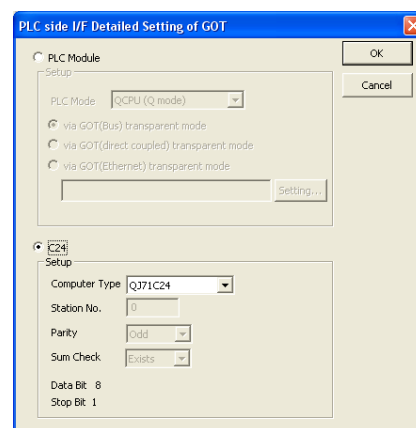 PLC side I/F Detailed Setting of GOT
PLC Module
OK
Cancel
Setup
PLC Mode QCPU (Q mode)
via GOT(Bus) transparent mode
via GOT(direct coupled) transparent mode
via GOT(Ethernet) transparent mode
Setting...
C24
Setup
Computer Type QJ71C24
Station No. 0
Parity Odd
Sum Check Exists
Data Bit 8
Stop Bit 1